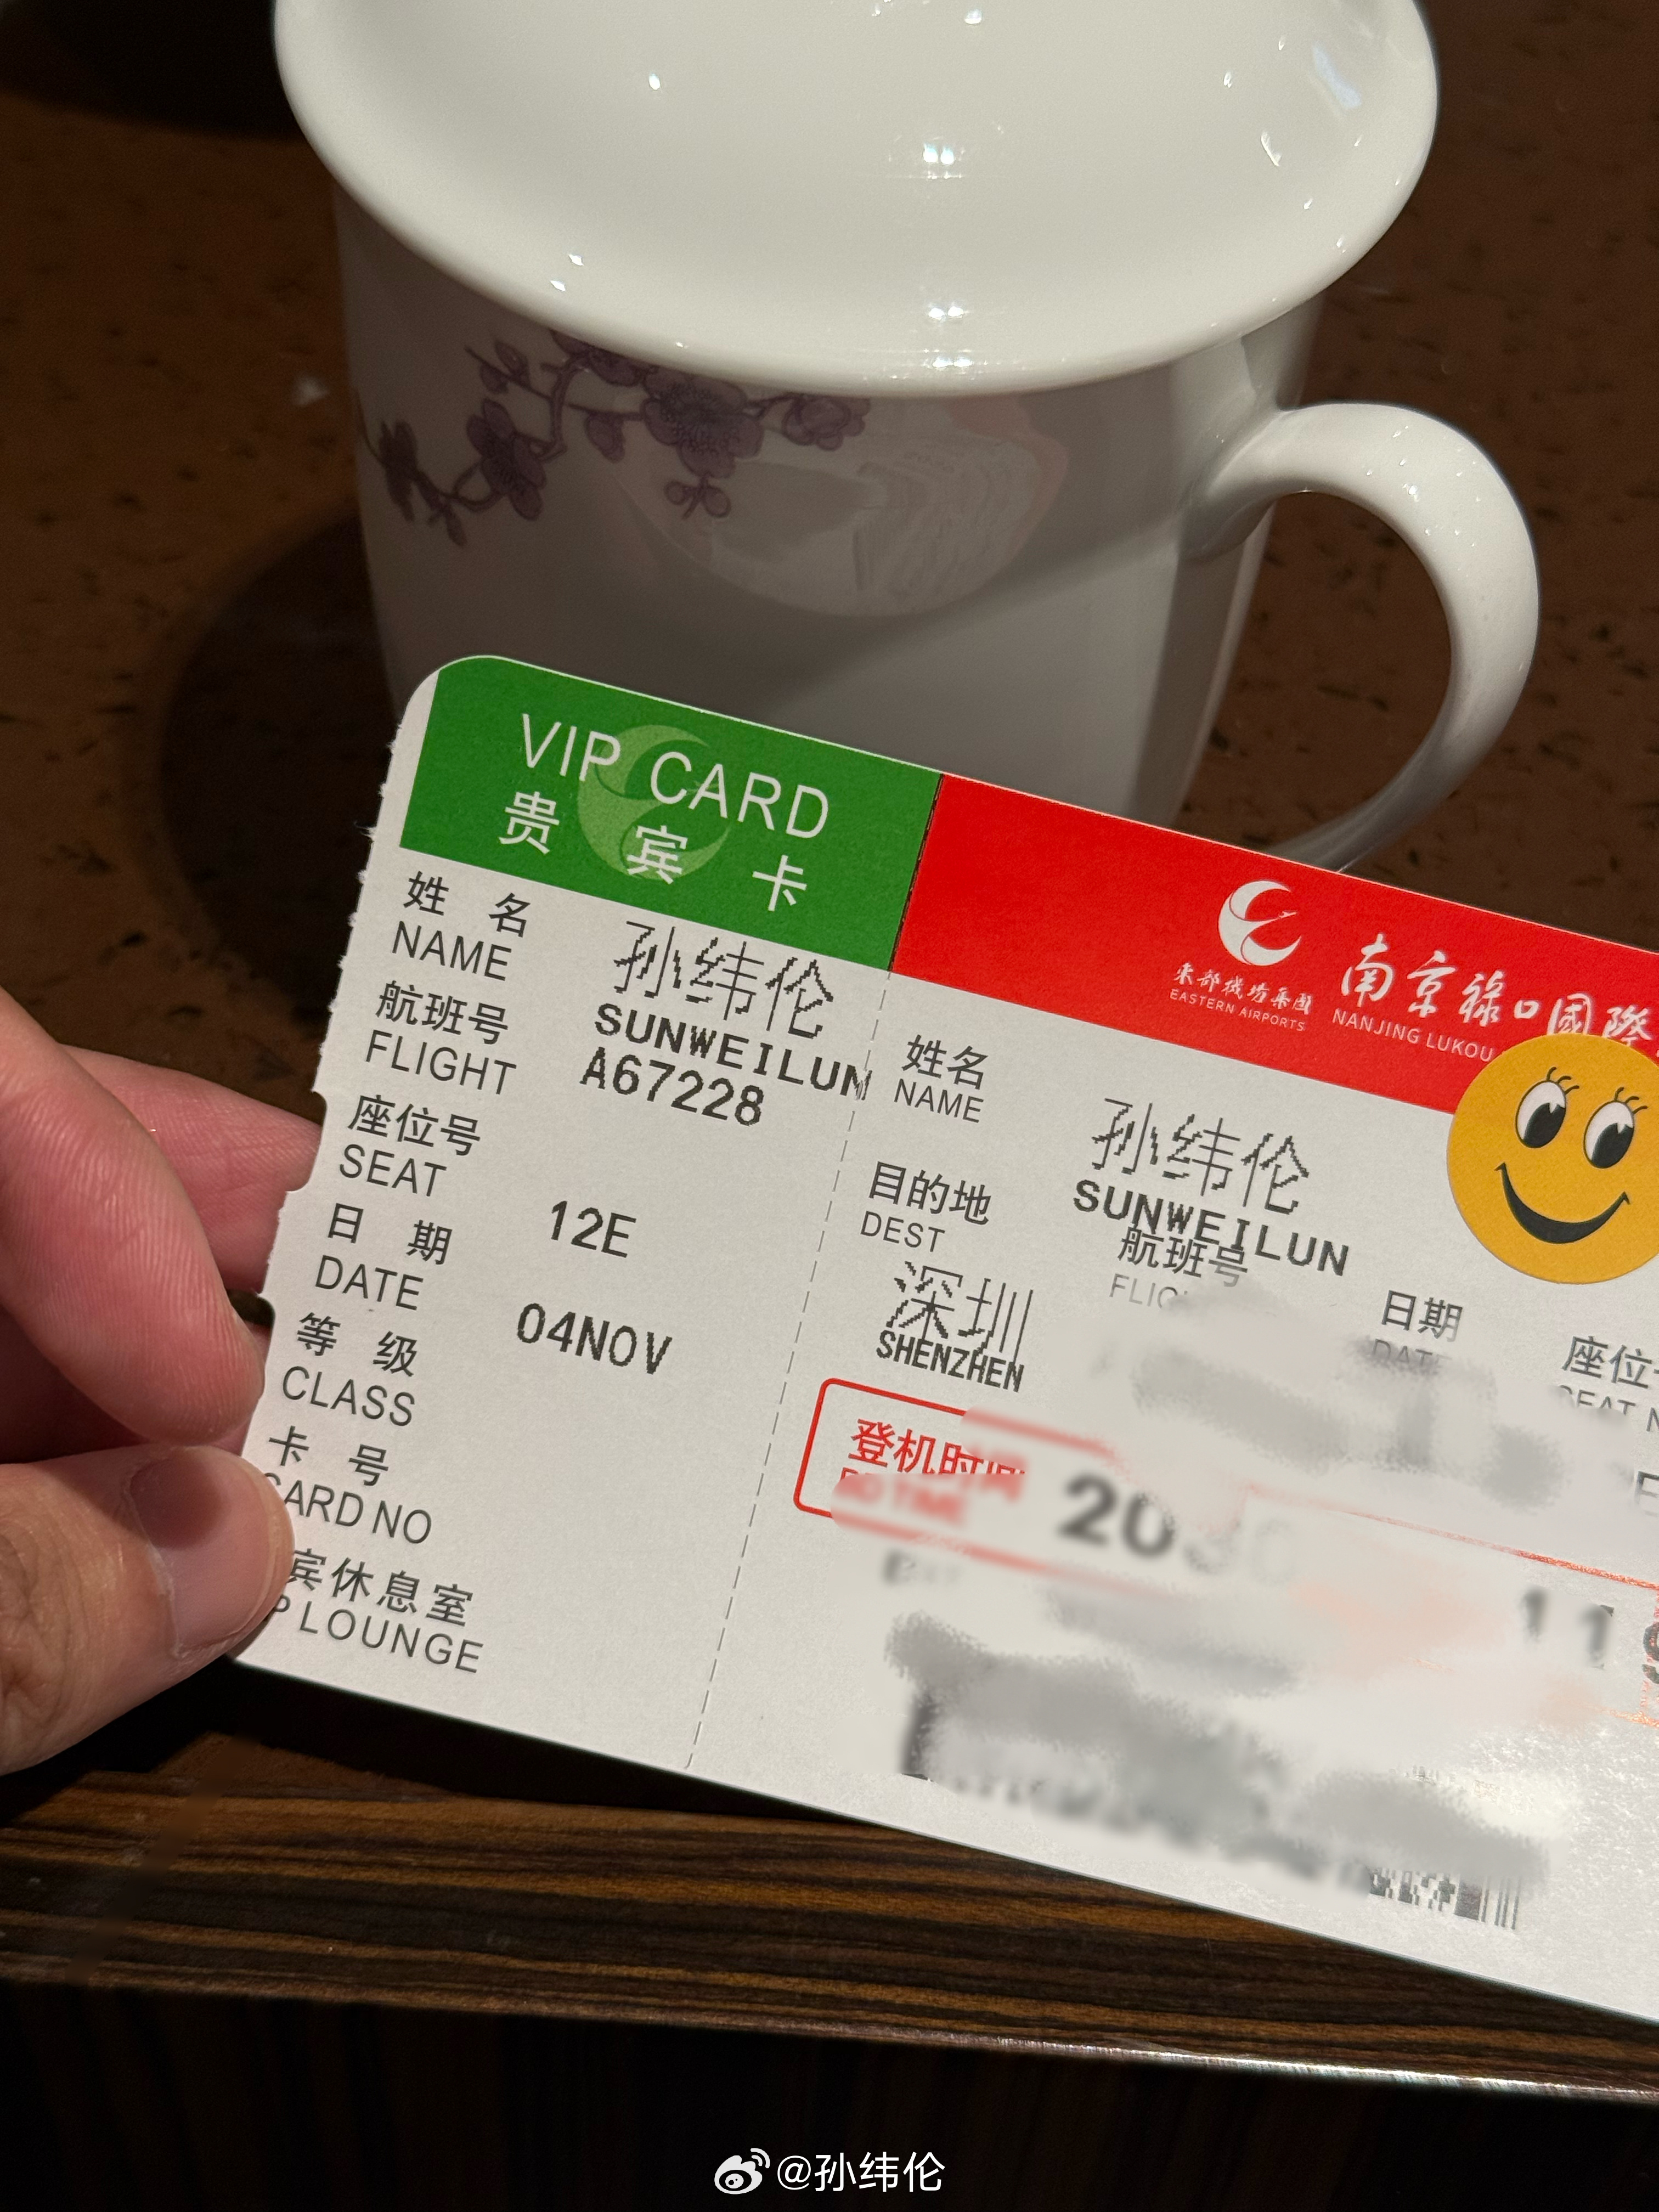 VIP CARD
贵宾卡
姓名 孙纬伦
NAME SUNWEILUN
航班号 A67228
FLIGHT
座位号
SEAT 12E
日期
DATE 04NOV
等级
CLASS
卡号
CARD NO
宾休息室
P LOUNGE
东部机场集团
EASTERN AIRPORTS
南京禄口國際
NANJING LUKOU
姓名
NAME 孙纬伦
SUNWEILUN
目的地 航班号 日期 座位
DEST
深圳
SHENZHEN
登机时间
BD TIME
@孙纬伦